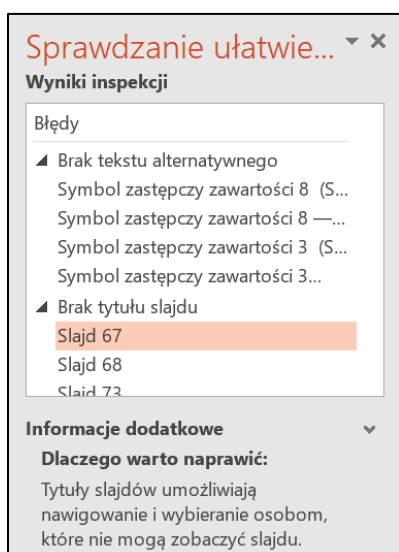 Sprawdzanie ułatwie...
Wyniki inspekcji
Błędy
Brak tekstu alternatywnego
Symbol zastępczy zawartości 8 (S...
Symbol zastępczy zawartości 8 —...
Symbol zastępczy zawartości 3 (S...
Symbol zastępczy zawartości 3...
Brak tytułu slajdu
Slajd 67
Slajd 68
Slajd 73
Informacje dodatkowe
Dlaczego warto naprawić:
Tytuły slajdów umożliwiają
nawigowanie i wybieranie osobom,
które nie mogą zobaczyć slajdu.